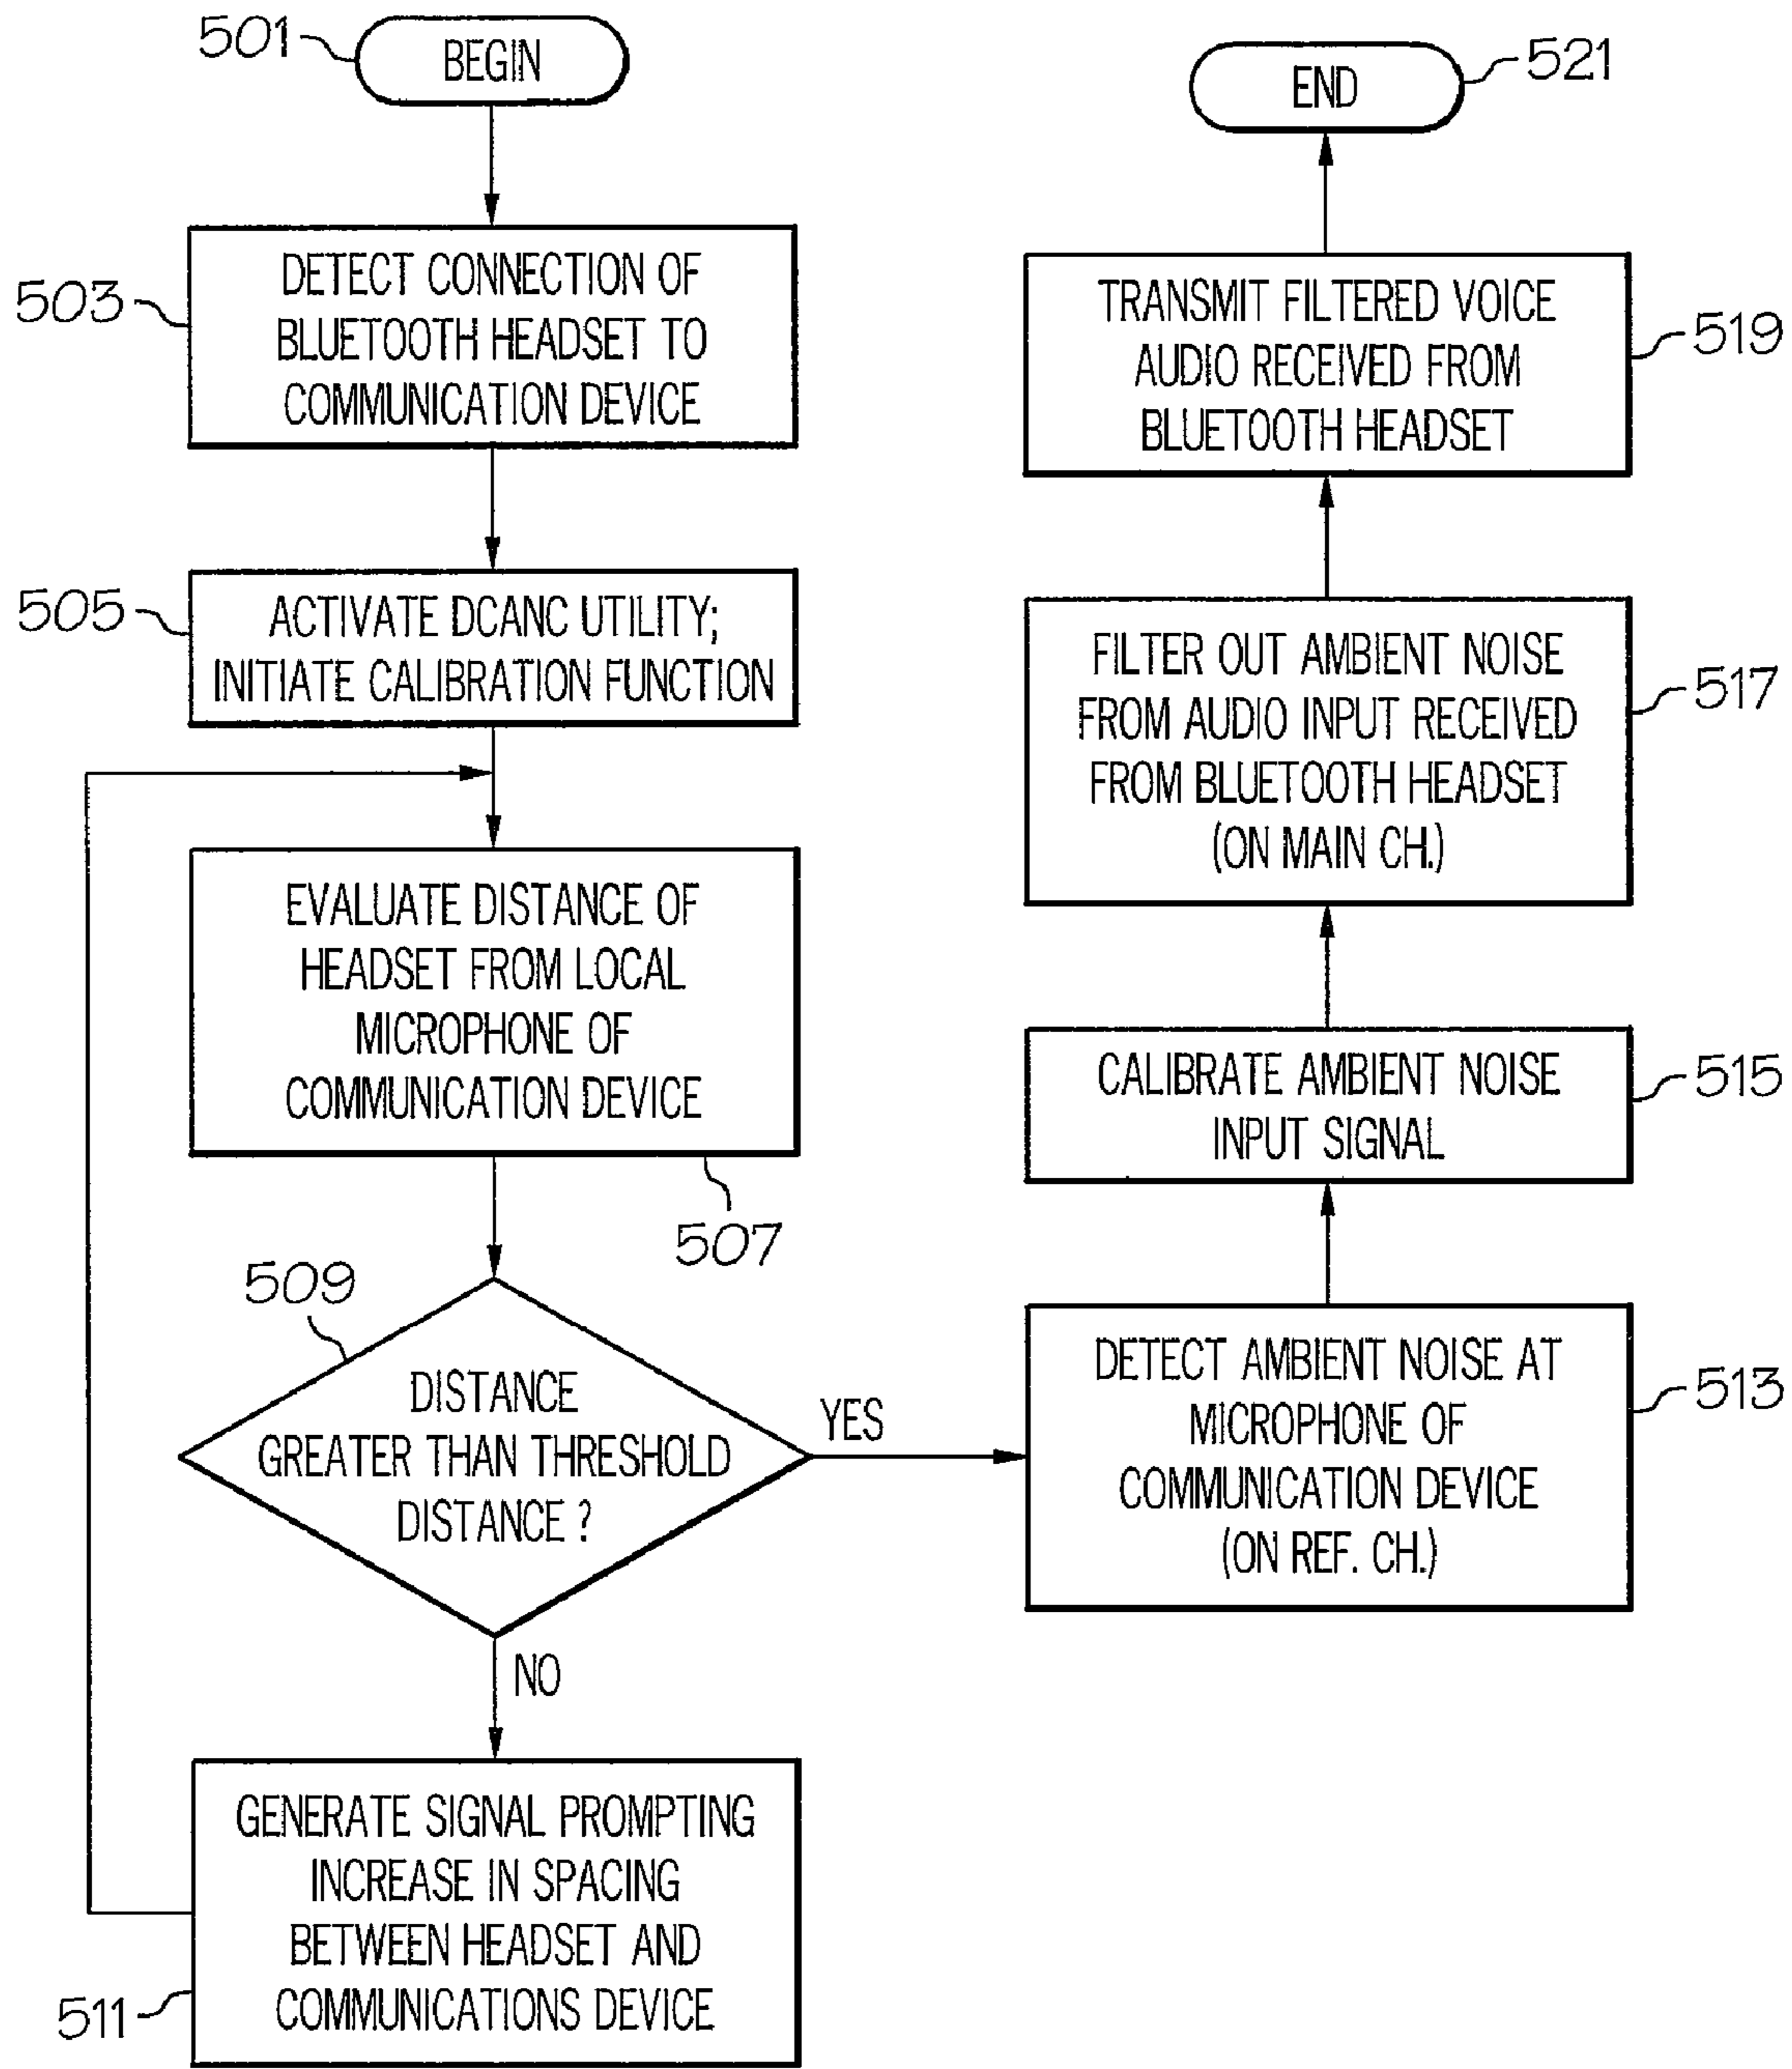 501
BEGIN
503
DETECT CONNECTION OF
BLUETOOTH HEADSET TO
COMMUNICATION DEVICE
505
ACTIVATE DCANC UTILITY;
INITIATE CALIBRATION FUNCTION
EVALUATE DISTANCE OF
HEADSET FROM LOCAL
MICROPHONE OF
COMMUNICATION DEVICE
507
509
DISTANCE
GREATER THAN THRESHOLD
DISTANCE ?
YES
NO
GENERATE SIGNAL PROMPTING
INCREASE IN SPACING
BETWEEN HEADSET AND
COMMUNICATIONS DEVICE
511
DETECT AMBIENT NOISE AT
MICROPHONE OF
COMMUNICATION DEVICE
(ON REF. CH.)
513
CALIBRATE AMBIENT NOISE
INPUT SIGNAL
515
FILTER OUT AMBIENT NOISE
FROM AUDIO INPUT RECEIVED
FROM BLUETOOTH HEADSET
(ON MAIN CH.)
517
TRANSMIT FILTERED VOICE
AUDIO RECEIVED FROM
BLUETOOTH HEADSET
519
END
521